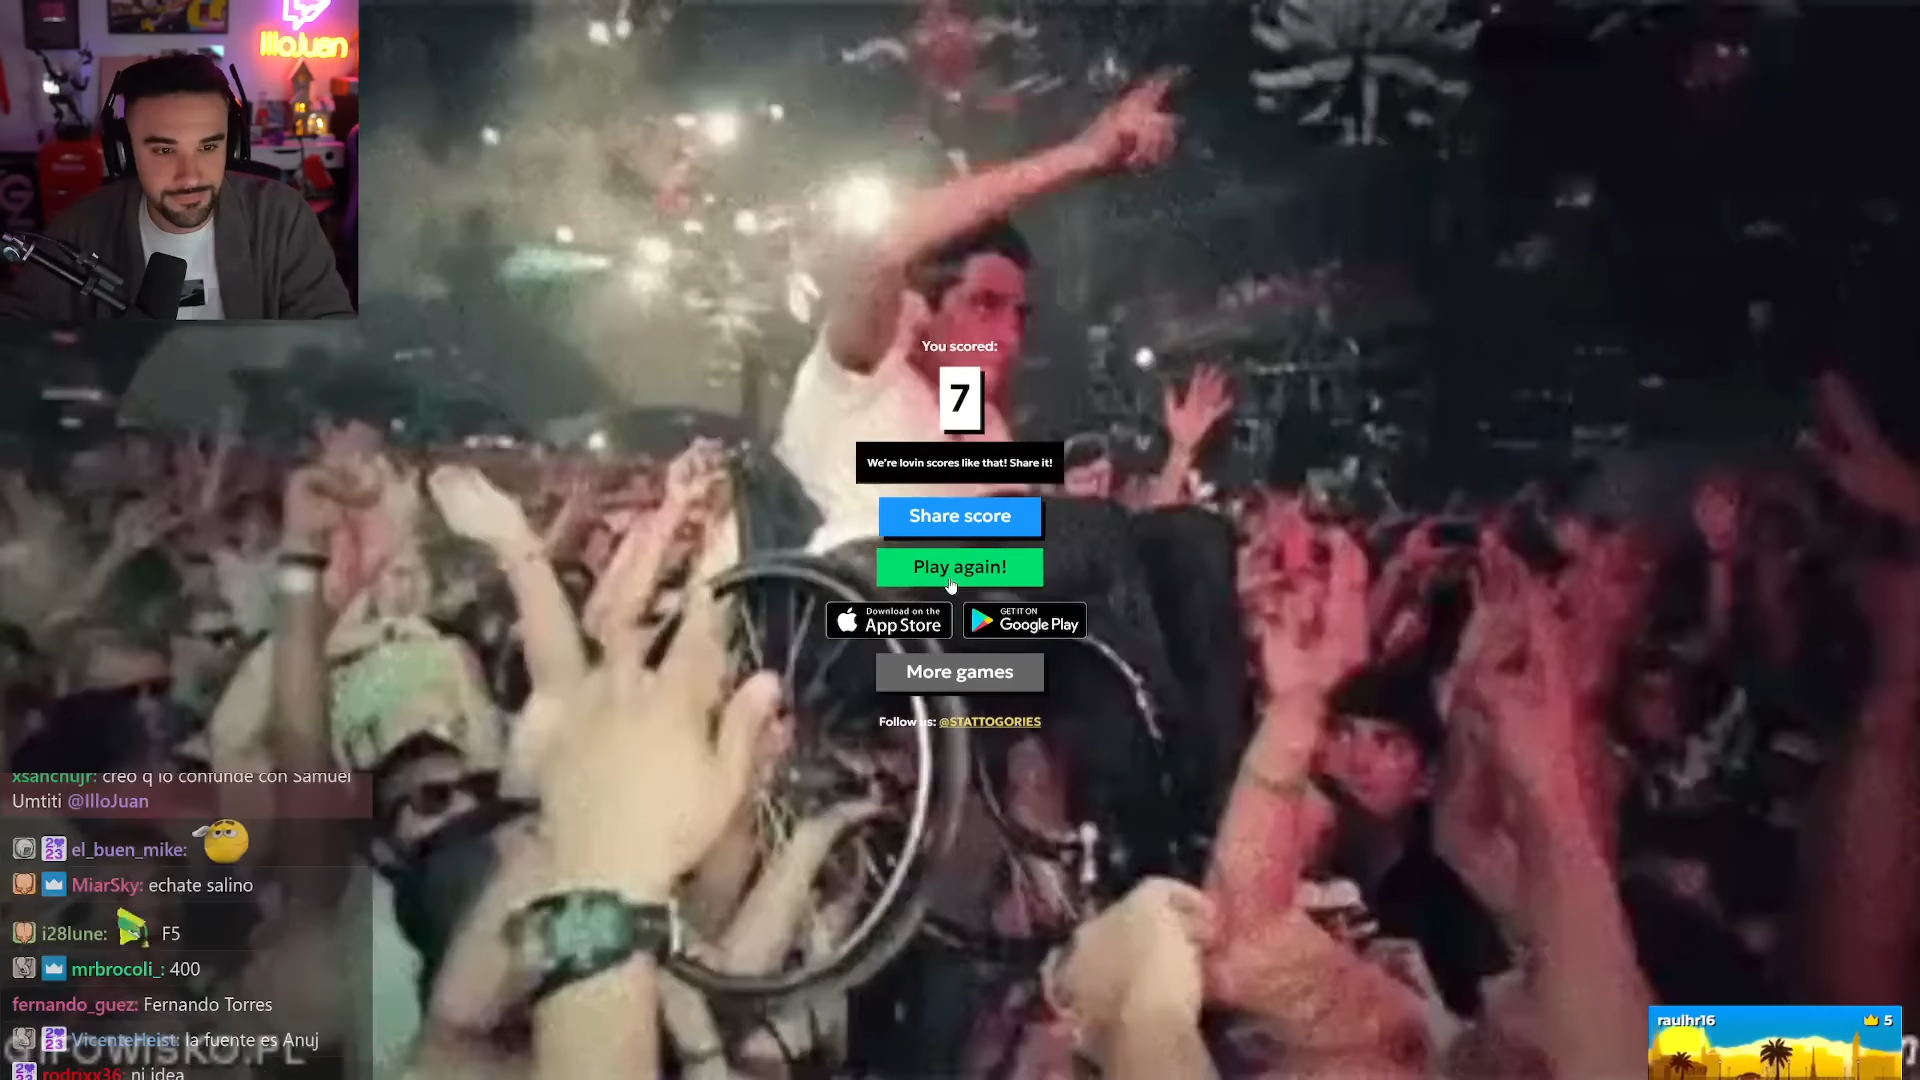 IlloJuan
You scored:
7
We're lovin scores like that! Share it!
Share score
Play again!
Download on the
App Store
GET IT ON
Google Play
More games
Follow us: @STATTOGORIES
xsanchujr: creo q lo confunde con Samuel
Umtiti @IlloJuan
el_buen_mike:
MiarSky: echate salino
i28lune: F5
mrbrocoli_: 400
fernando_guez: Fernando Torres
VicenteHeist: la fuente es Anuj
rodrixx36: ni idea
raulhr16
5